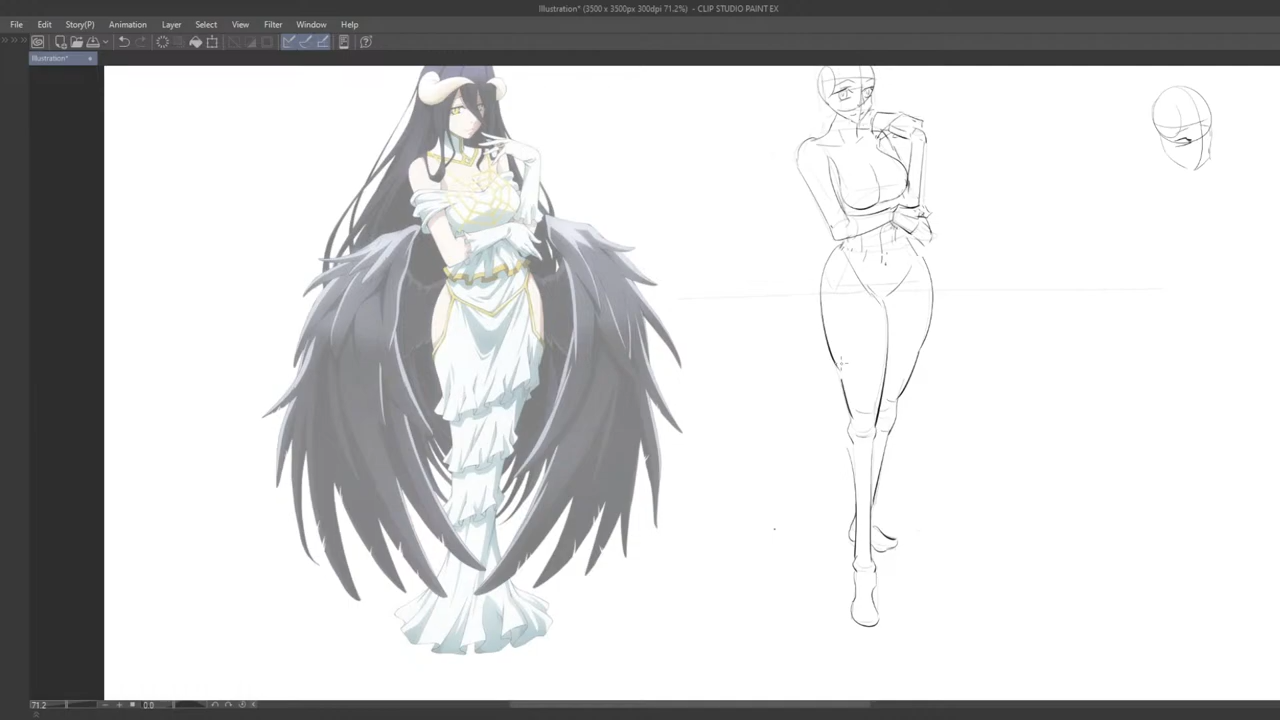 Illustration* (3500 x 3500px 300dpi 71.2%) - CLIP STUDIO PAINT EX
File Edit Story(P) Animation Layer Select View Filter Window Help
Illustration*
71.2 0.0